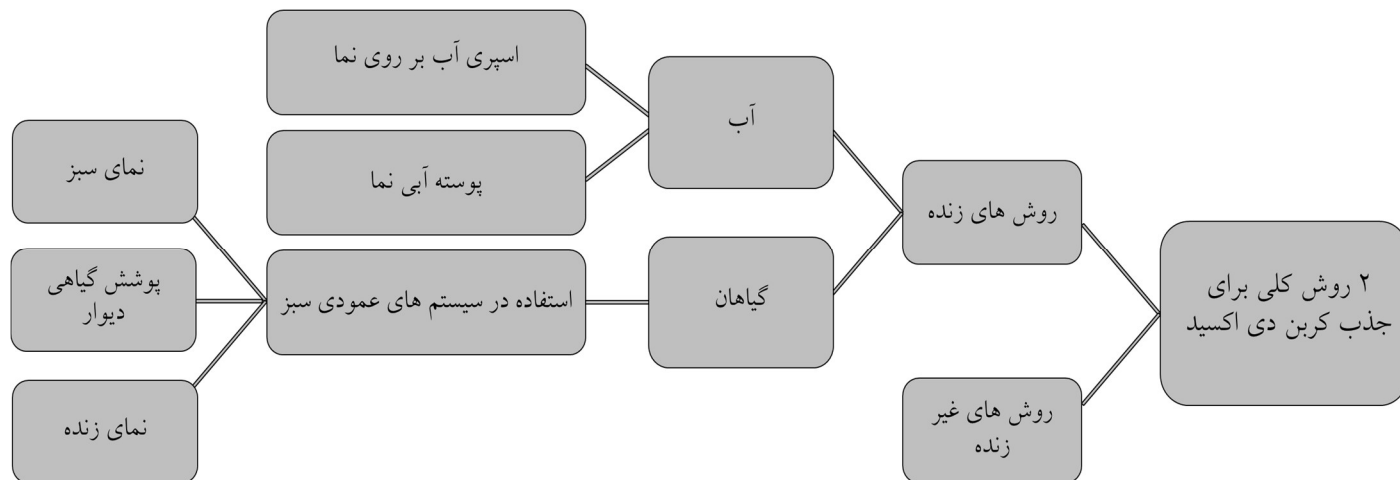 ۲ روش کلی برای
جذب کربن دی اکسید
روش های زنده
روش های غیر
زنده
آب
گیاهان
اسپری آب بر روی نما
پوسته آبی نما
استفاده در سیستم های عمودی سبز
نمای سبز
پوشش گیاهی
دیوار
نمای زنده